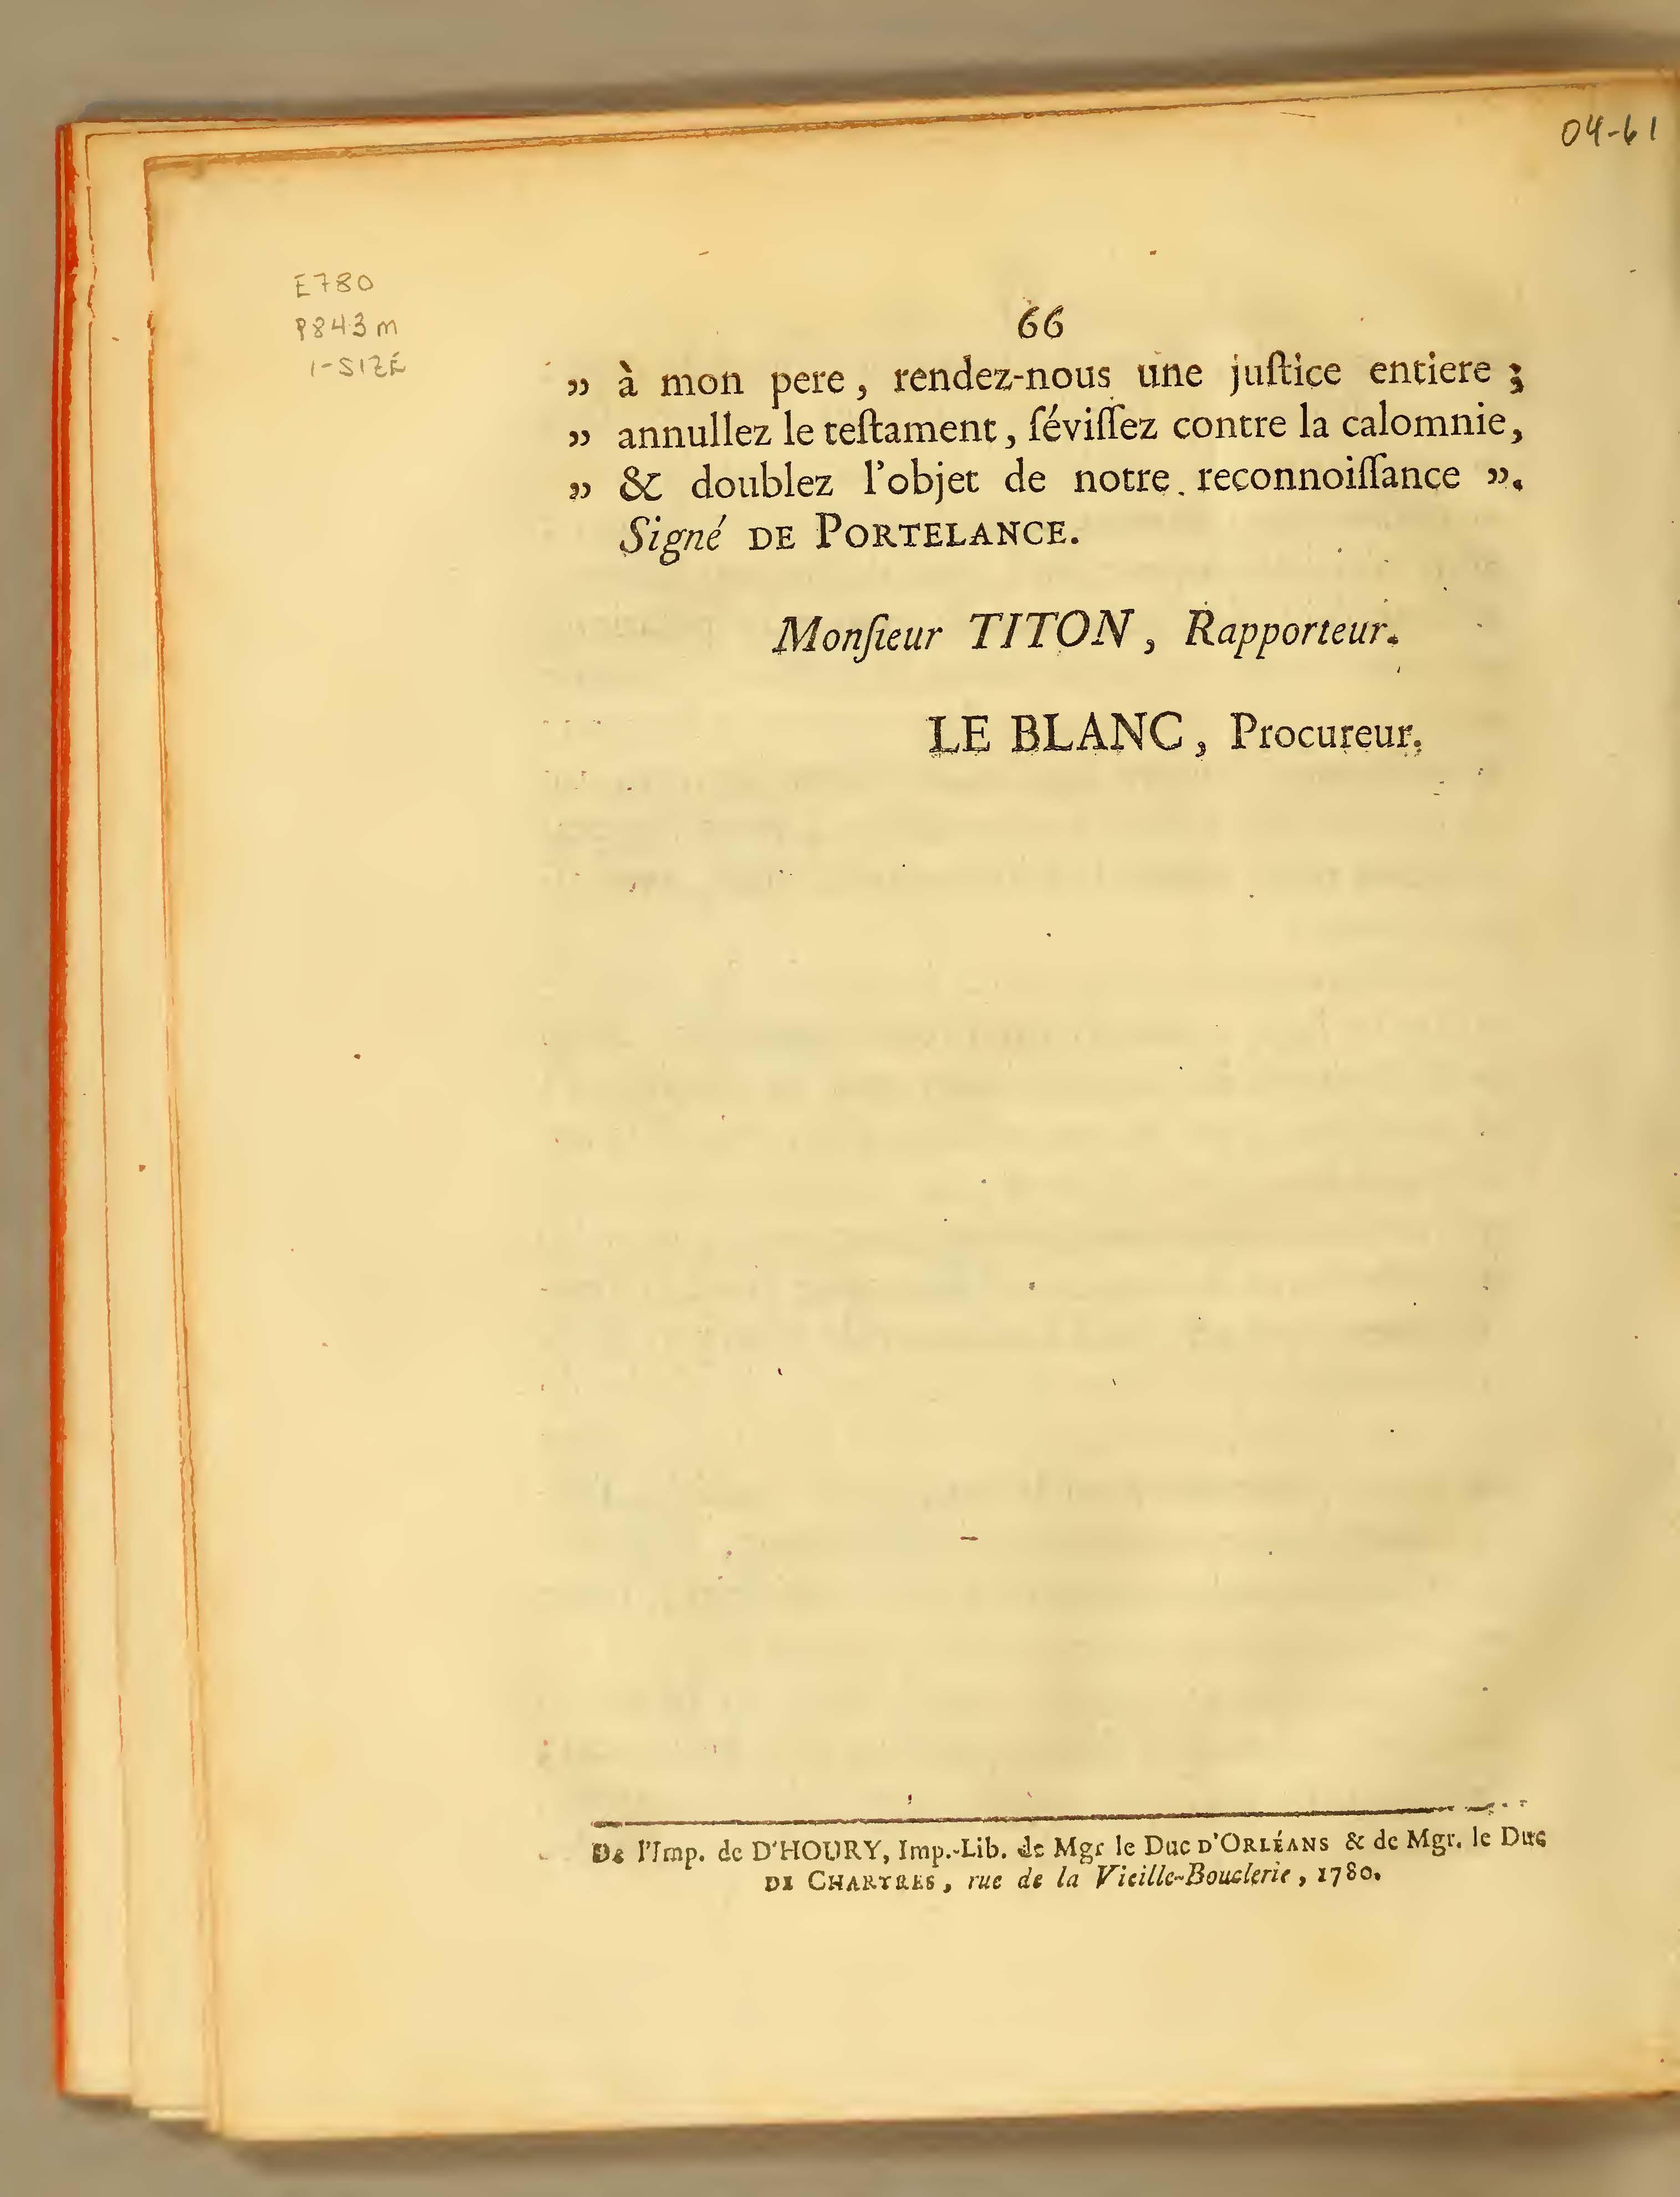 04-61
E780
P843m
1-SIZE
66
” à mon pere, rendez-nous une juſtice entiere ;
” annullez le teſtament, ſéviſſez contre la calomnie,
” & doublez l’objet de notre reconnoiſſance ”.
Signé DE PORTELANCE.
Monſieur TITON, Rapporteur.
LE BLANC, Procureur.
De l’Imp. de D’HOURY, Imp.-Lib. de Mgr le Duc D’ORLÉANS & de Mgr. le Duc
DE CHARTRES, rue de la Vieille-Bouclerie, 1780.